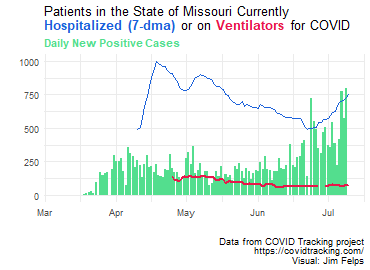 Patients in the State of Missouri Currently
Hospitalized (7-dma) or on Ventilators for COVID
Daily New Positive Cases
1000
750
500
250
0
Mar Apr May Jun Jul
Data from COVID Tracking project
https://covidtracking.com/
Visual: Jim Felps